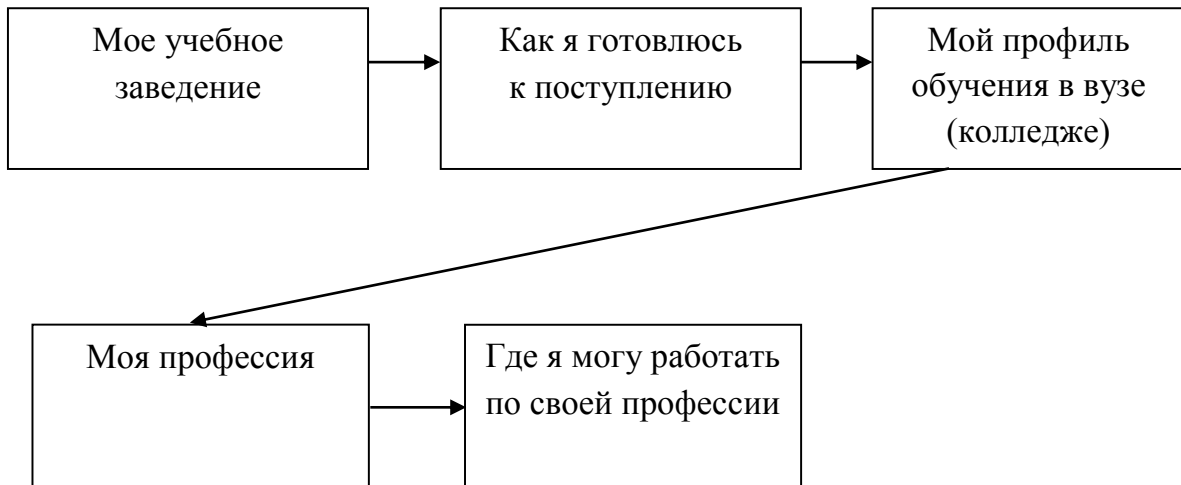 Мое учебное
заведение
Как я готовлюсь
к поступлению
Мой профиль
обучения в вузе
(колледже)
Моя профессия
Где я могу работать
по своей профессии